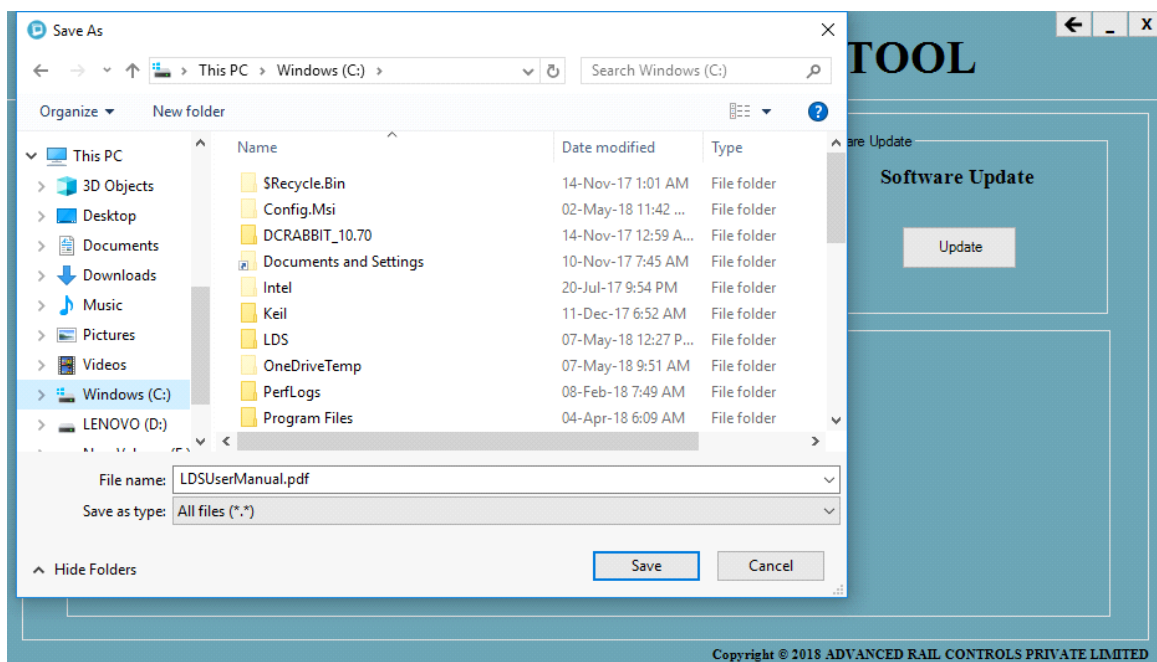 Save As
TOOL
This PC > Windows (C:) >
Search Windows (C:)
Organize
New folder
are Update
Software Update
Update
This PC
3D Objects
Desktop
Documents
Downloads
Music
Pictures
Videos
Windows (C:)
LENOVO (D:)
Name Date modified Type
$Recycle.Bin 14-Nov-17 1:01 AM File folder
Config.Msi 02-May-18 11:42 ... File folder
DCRABBIT_10.70 14-Nov-17 12:59 A... File folder
Documents and Settings 10-Nov-17 7:45 AM File folder
Intel 20-Jul-17 9:54 PM File folder
Keil 11-Dec-17 6:52 AM File folder
LDS 07-May-18 12:27 P... File folder
OneDriveTemp 07-May-18 9:51 AM File folder
PerfLogs 08-Feb-18 7:49 AM File folder
Program Files 04-Apr-18 6:09 AM File folder
File name: LDSUserManual.pdf
Save as type: All files (*.*)
Hide Folders
Save
Cancel
Copyright © 2018 ADVANCED RAIL CONTROLS PRIVATE LIMITED